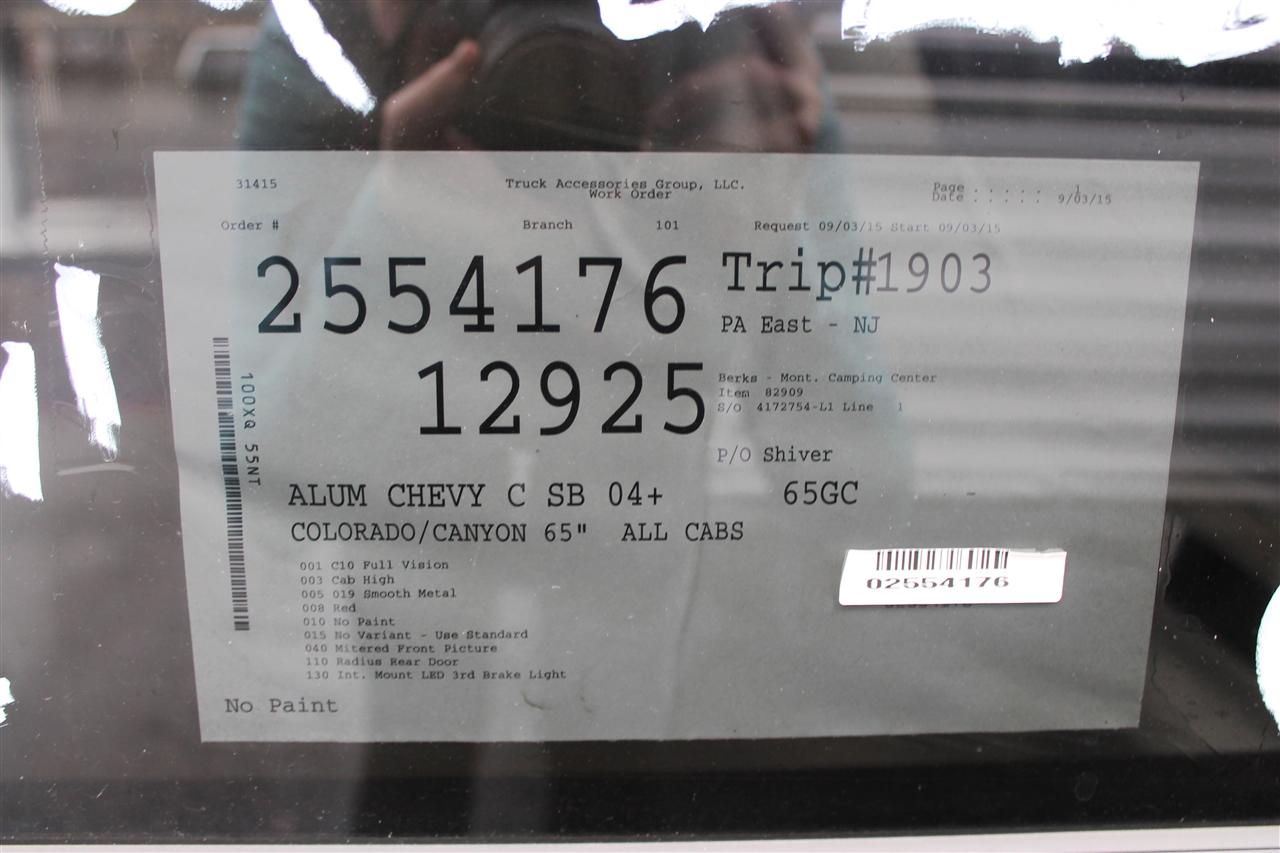 31415 Truck Accessories Group, LLC. Page . . . . . 1
Work Order Date . . . . . 9/03/15
Order # Branch 101 Request 09/03/15 Start 09/03/15
2554176 Trip#1903
PA East - NJ
12925
Berks - Mont. Camping Center
Item 82909
S/O 4172754-L1 Line 1
P/O Shiver
100XQ 55NT
ALUM CHEVY C SB 04+ 65GC -
COLORADO/CANYON 65" ALL CABS
001 C10 Full Vision
003 Cab High
005 019 Smooth Metal
008 Red
010 No Paint
015 No Variant - Use Standard
040 Mitered Front Picture
110 Radius Rear Door
130 Int. Mount LED 3rd Brake Light
02554176
No Paint